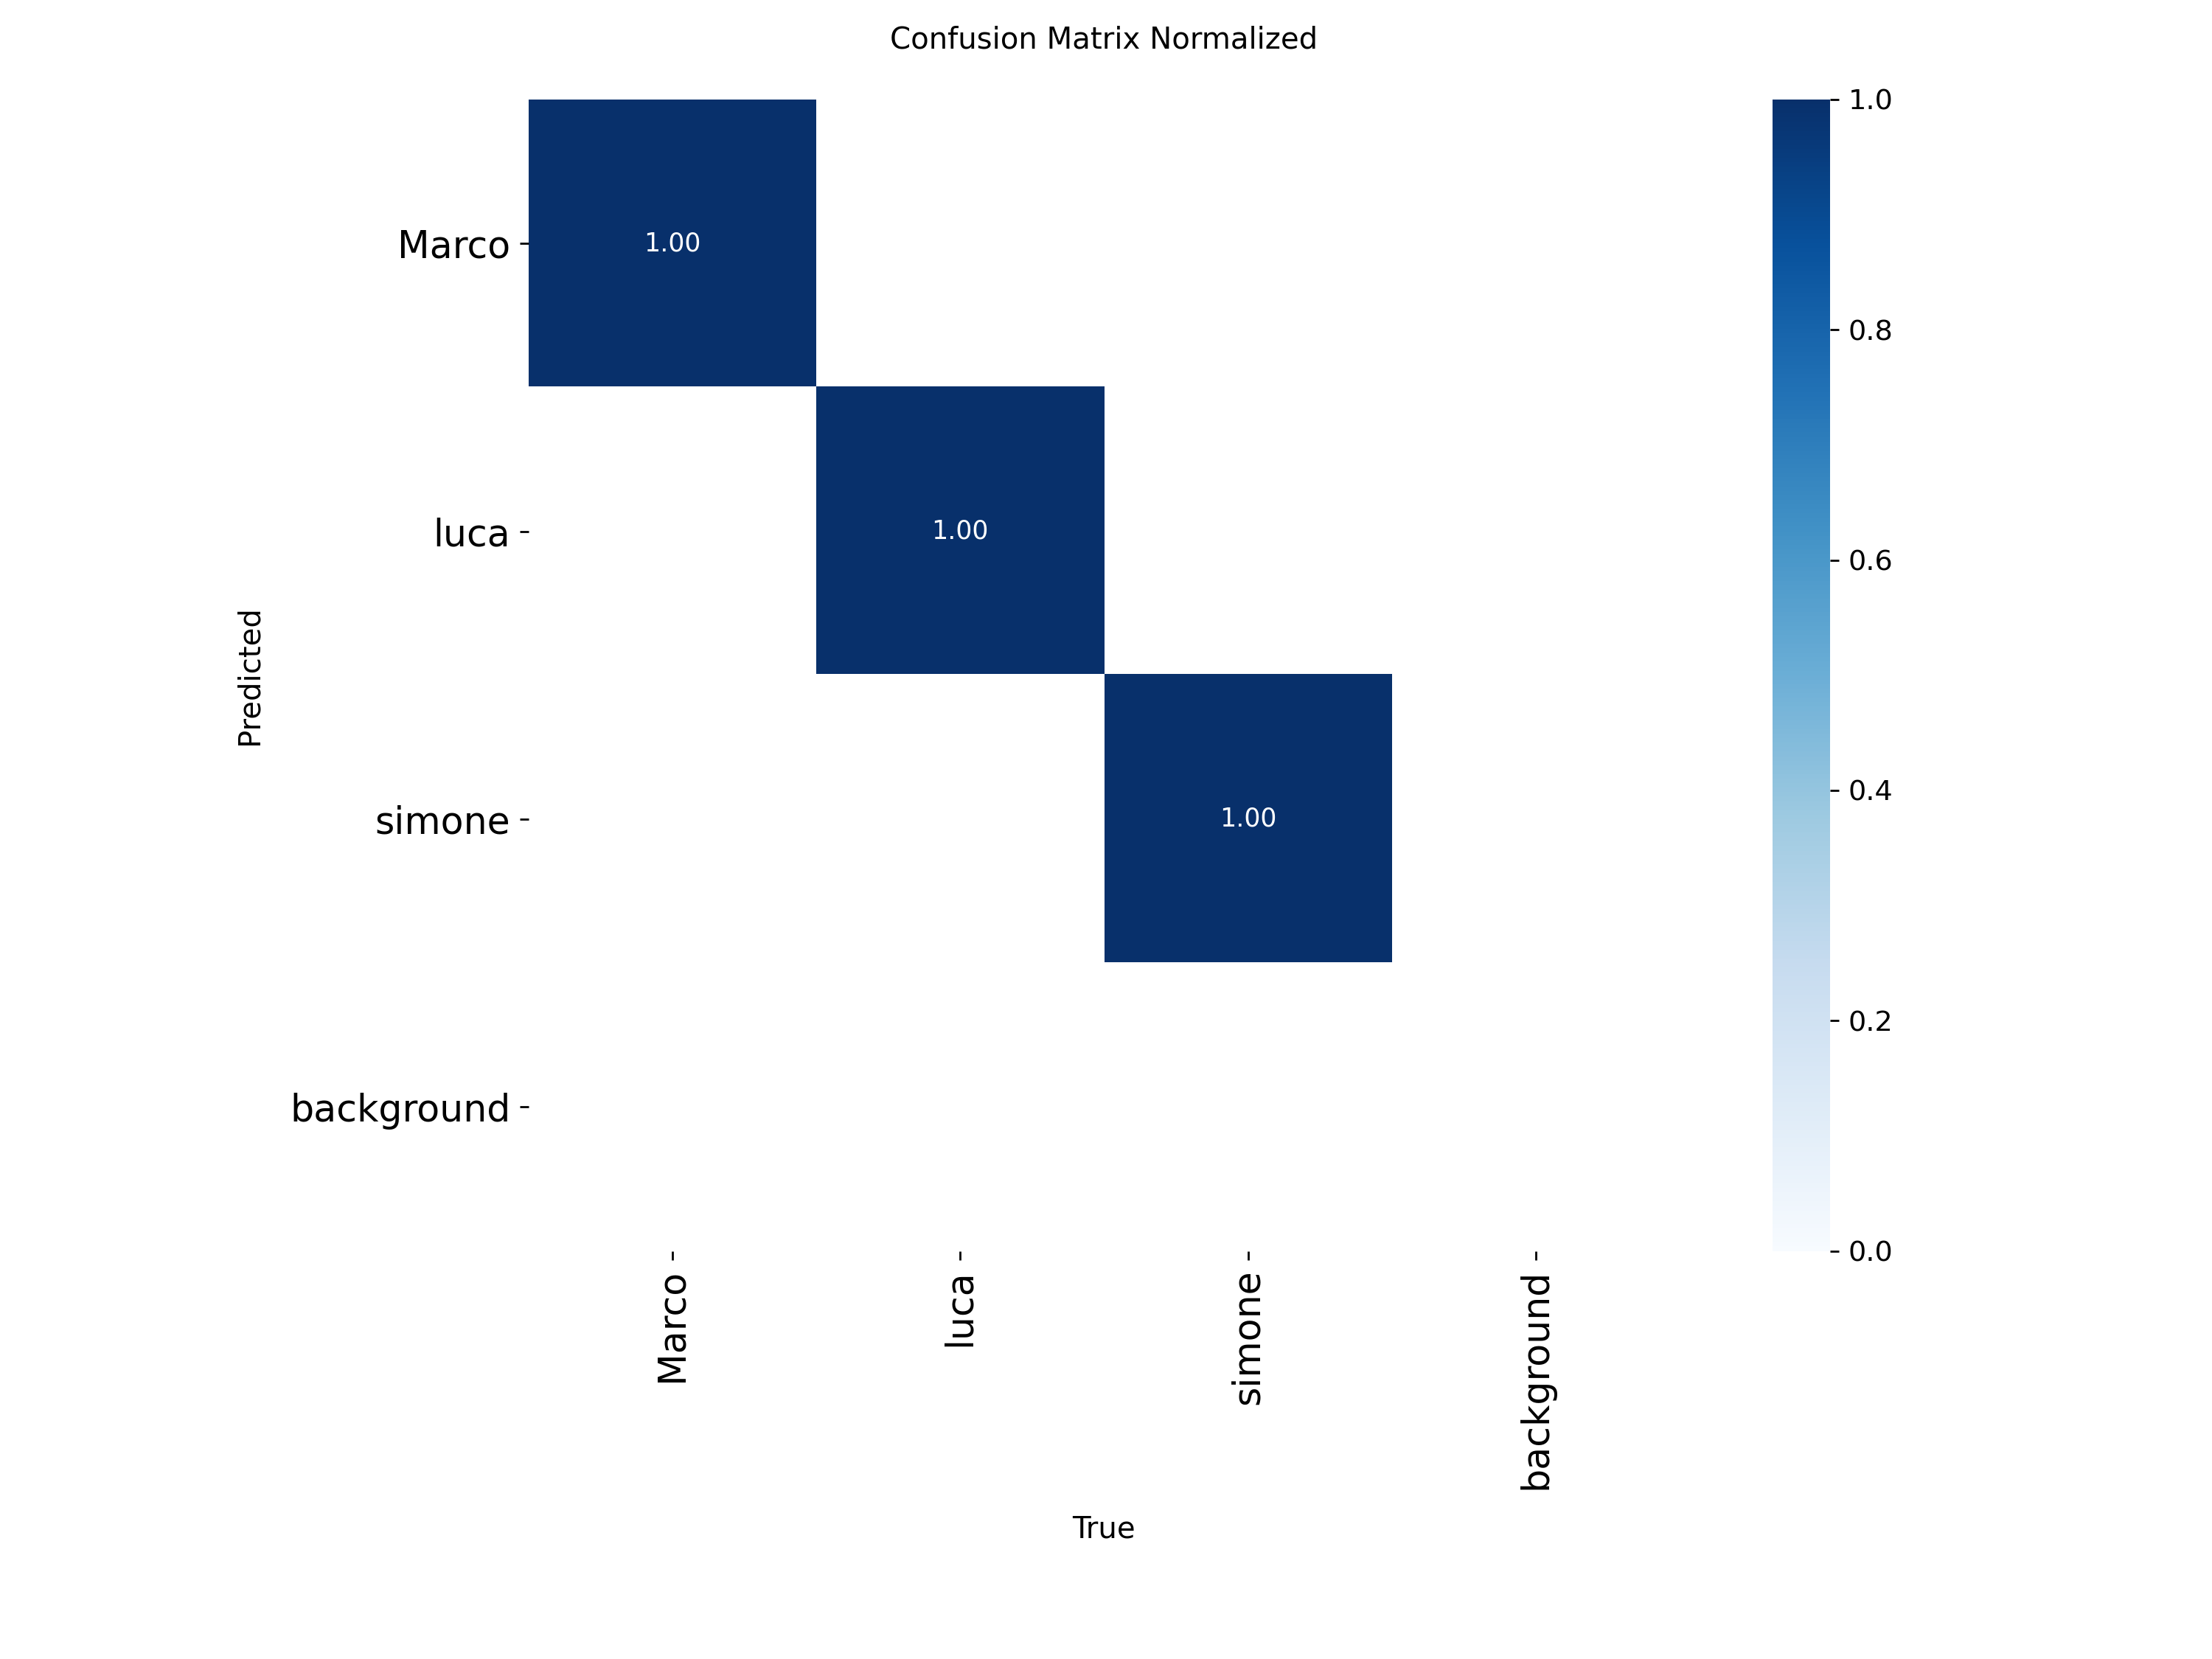 Confusion Matrix Normalized
1.0
Marco
1.00
0.8
luca
1.00
0.6
Predicted
simone
1.00
0.4
background
0.2
0.0
Marco
luca
simone
background
True